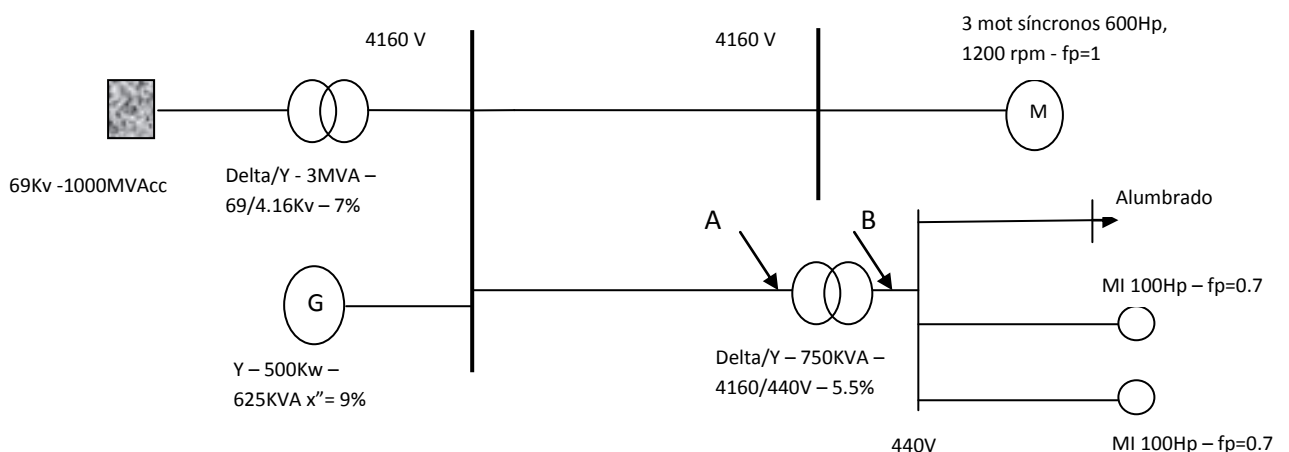 3 mot síncronos 600Hp,
1200 rpm - fp=1
4160 V
4160 V
M
69Kv -1000MVAcc
Delta/Y - 3MVA –
69/4.16Kv – 7%
Alumbrado
A
B
MI 100Hp – fp=0.7
G
Y – 500Kw –
625KVA x”= 9%
Delta/Y – 750KVA –
4160/440V – 5.5%
440V
MI 100Hp – fp=0.7